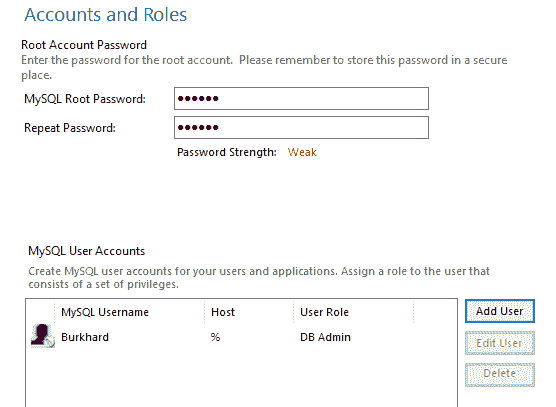 Accounts and Roles
Root Account Password
Enter the password for the root account. Please remember to store this password in a secure
place.
MySQL Root Password: ●●●●●●
Repeat Password: ●●●●●●
Password Strength: Weak
MySQL User Accounts
Create MySQL user accounts for your users and applications. Assign a role to the user that
consists of a set of privileges.
MySQL Username Host User Role Add User
Burkhard % DB Admin Edit User
Delete